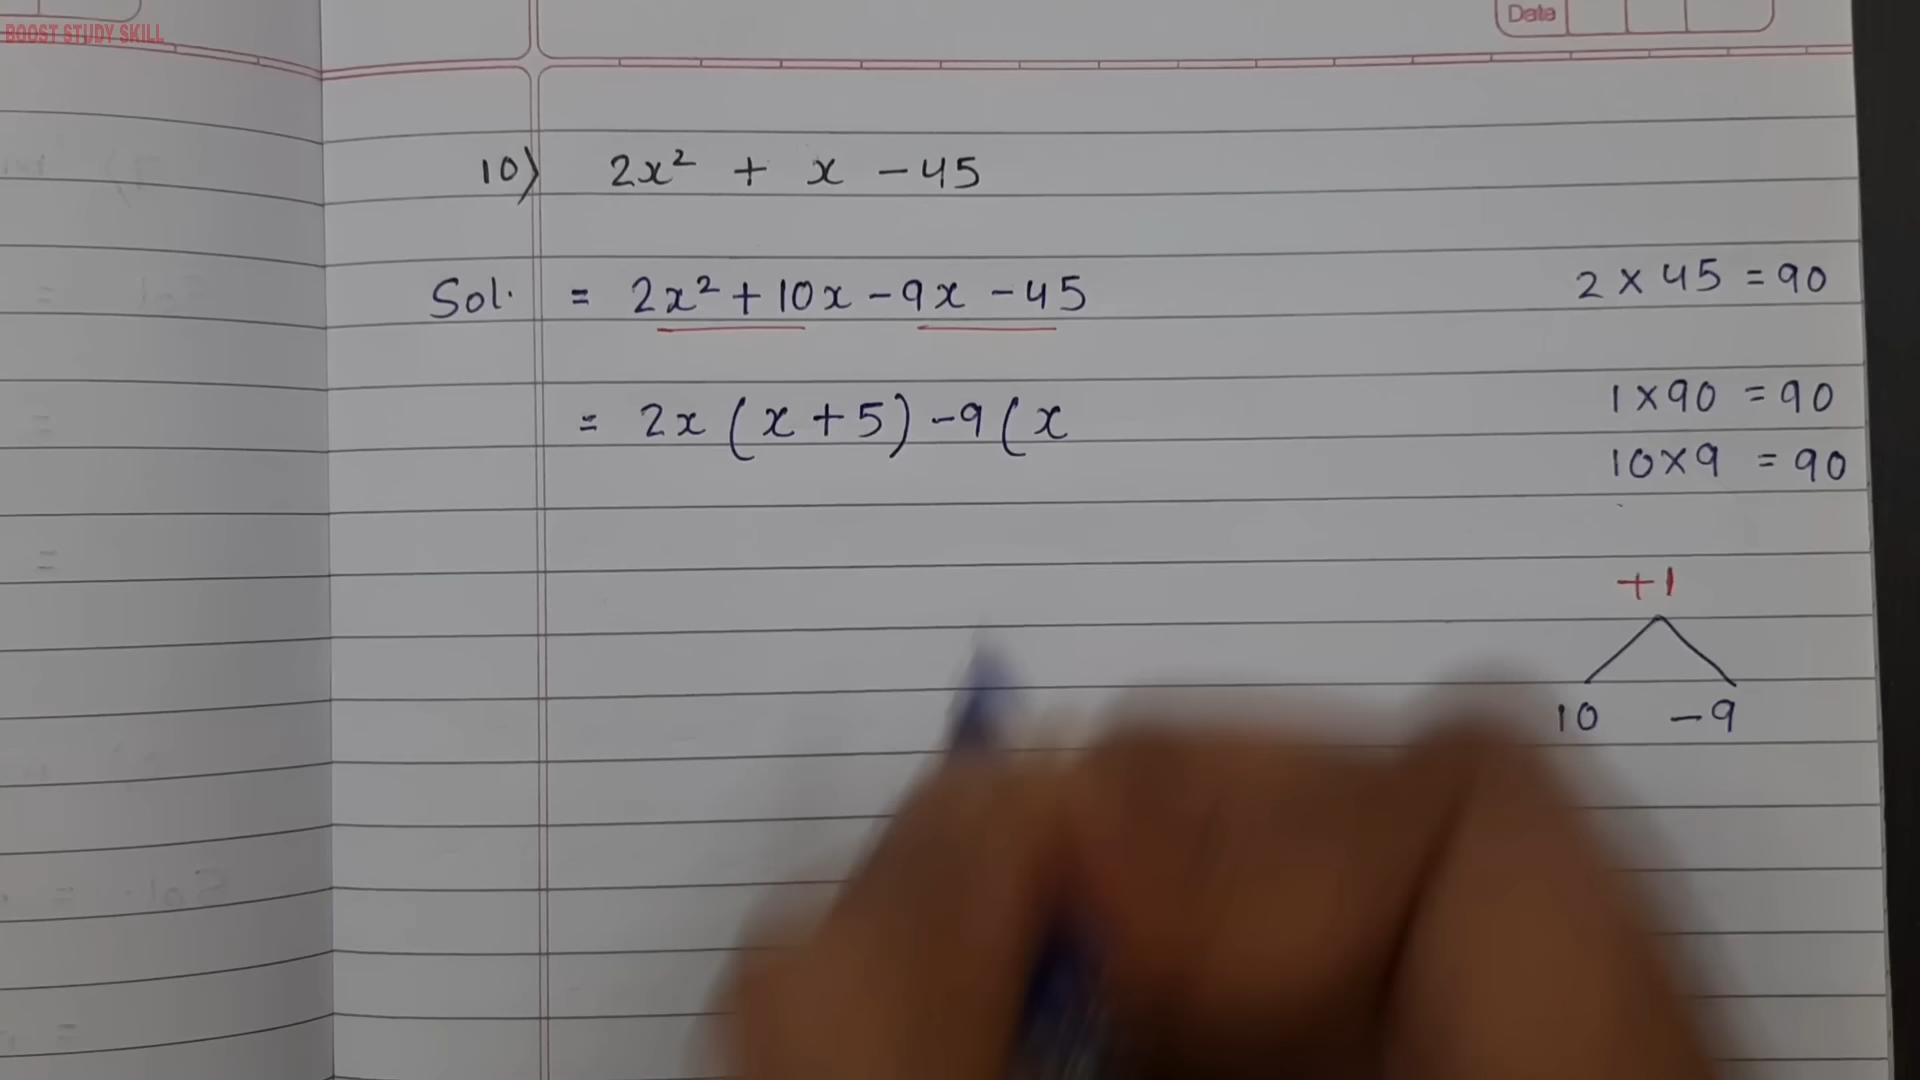 BOOST STUDY SKILL
Date
10) 2x² + x - 45
Sol. = 2x² + 10x - 9x - 45
2 × 45 = 90
= 2x (x + 5) - 9 (x
1 × 90 = 90
10 × 9 = 90
+1
10 -9